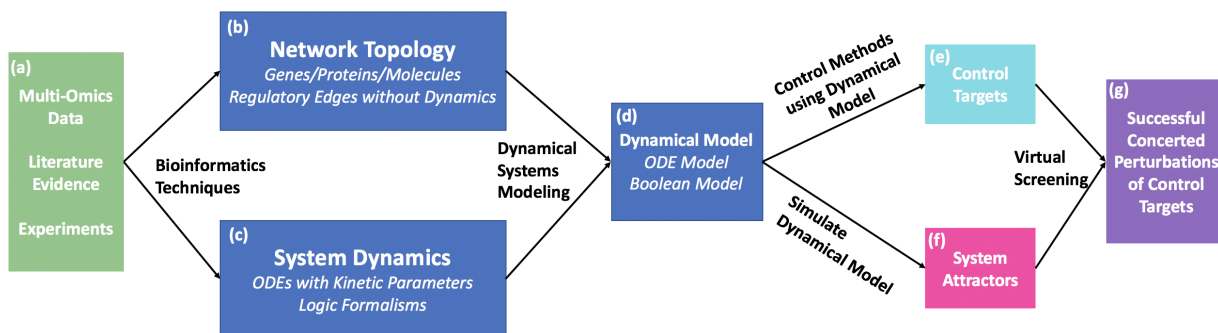 (a)
Multi-Omics
Data
Literature
Evidence
Experiments
Bioinformatics
Techniques
(b)
Network Topology
Genes/Proteins/Molecules
Regulatory Edges without Dynamics
(c)
System Dynamics
ODEs with Kinetic Parameters
Logic Formalisms
Dynamical
Systems
Modeling
(d)
Dynamical Model
ODE Model
Boolean Model
Control Methods
using Dynamical
Model
Simulate
Dynamical Model
(e)
Control
Targets
(f)
System
Attractors
Virtual
Screening
(g)
Successful
Concerted
Perturbations
of Control
Targets